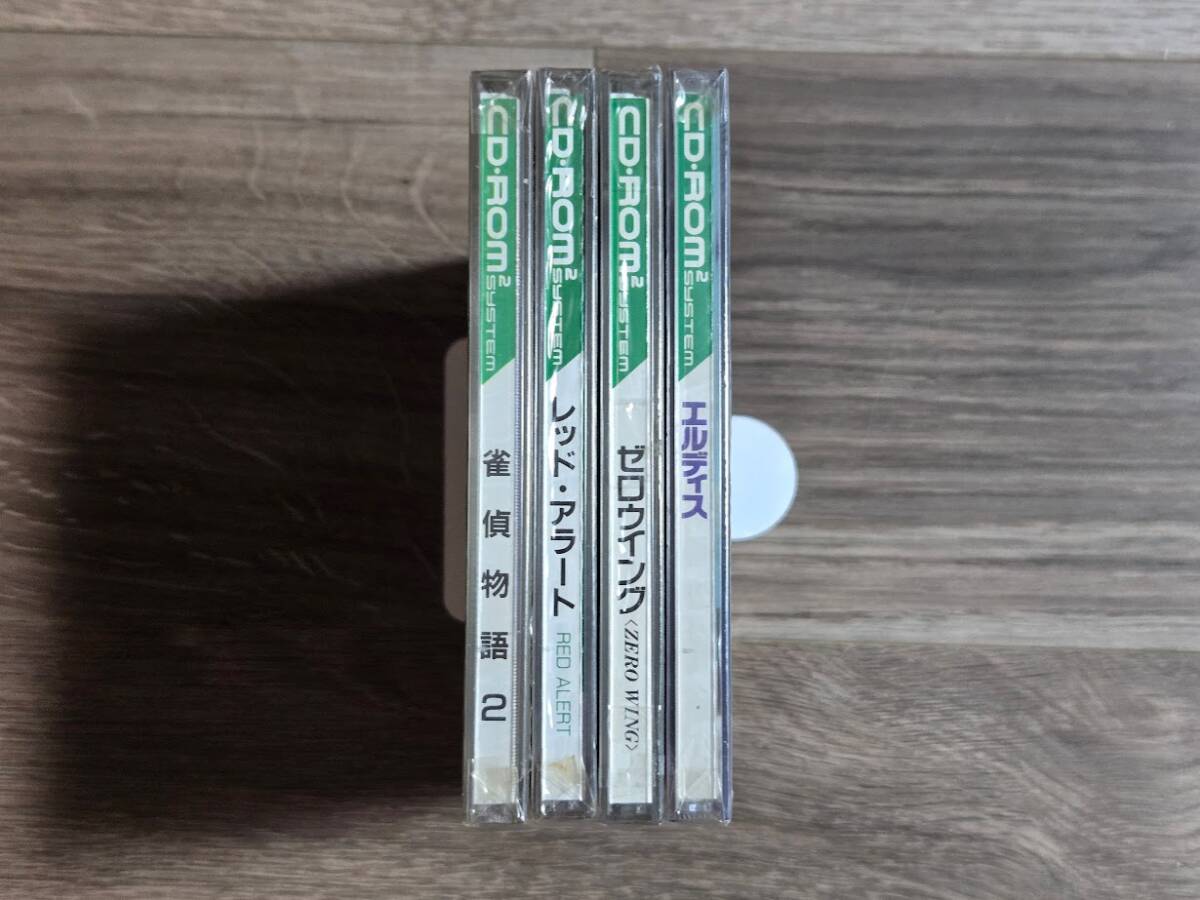 CD·ROM2 SYSTEM
雀偵物語2
CD·ROM2 SYSTEM
レッド・アラート RED ALERT
CD·ROM2 SYSTEM
ゼロウイング〈ZERO WING〉
CD·ROM2 SYSTEM
エルディス